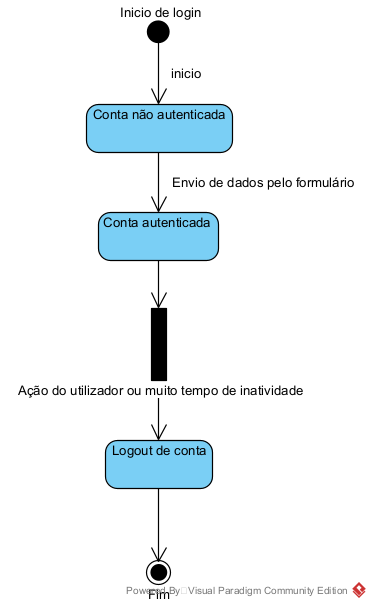 Inicio de login
inicio
Conta não autenticada
Envio de dados pelo formulário
Conta autenticada
Ação do utilizador ou muito tempo de inatividade
Logout de conta
Powered By Visual Paradigm Community Edition
Fim